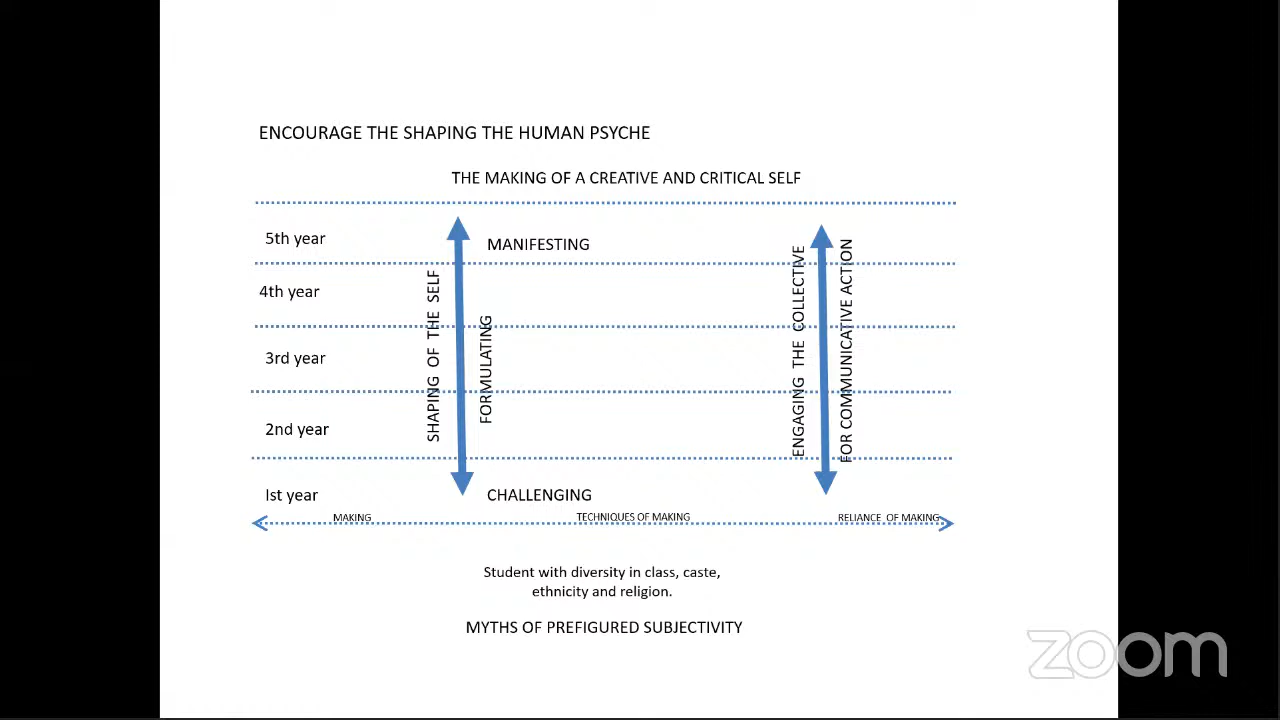 ENCOURAGE THE SHAPING THE HUMAN PSYCHE
THE MAKING OF A CREATIVE AND CRITICAL SELF
5th year
MANIFESTING
4th year
3rd year
2nd year
Ist year
CHALLENGING
SHAPING OF THE SELF
FORMULATING
ENGAGING THE COLLECTIVE
FOR COMMUNICATIVE ACTION
MAKING
TECHNIQUES OF MAKING
RELIANCE OF MAKING
Student with diversity in class, caste,
ethnicity and religion.
MYTHS OF PREFIGURED SUBJECTIVITY
zoom